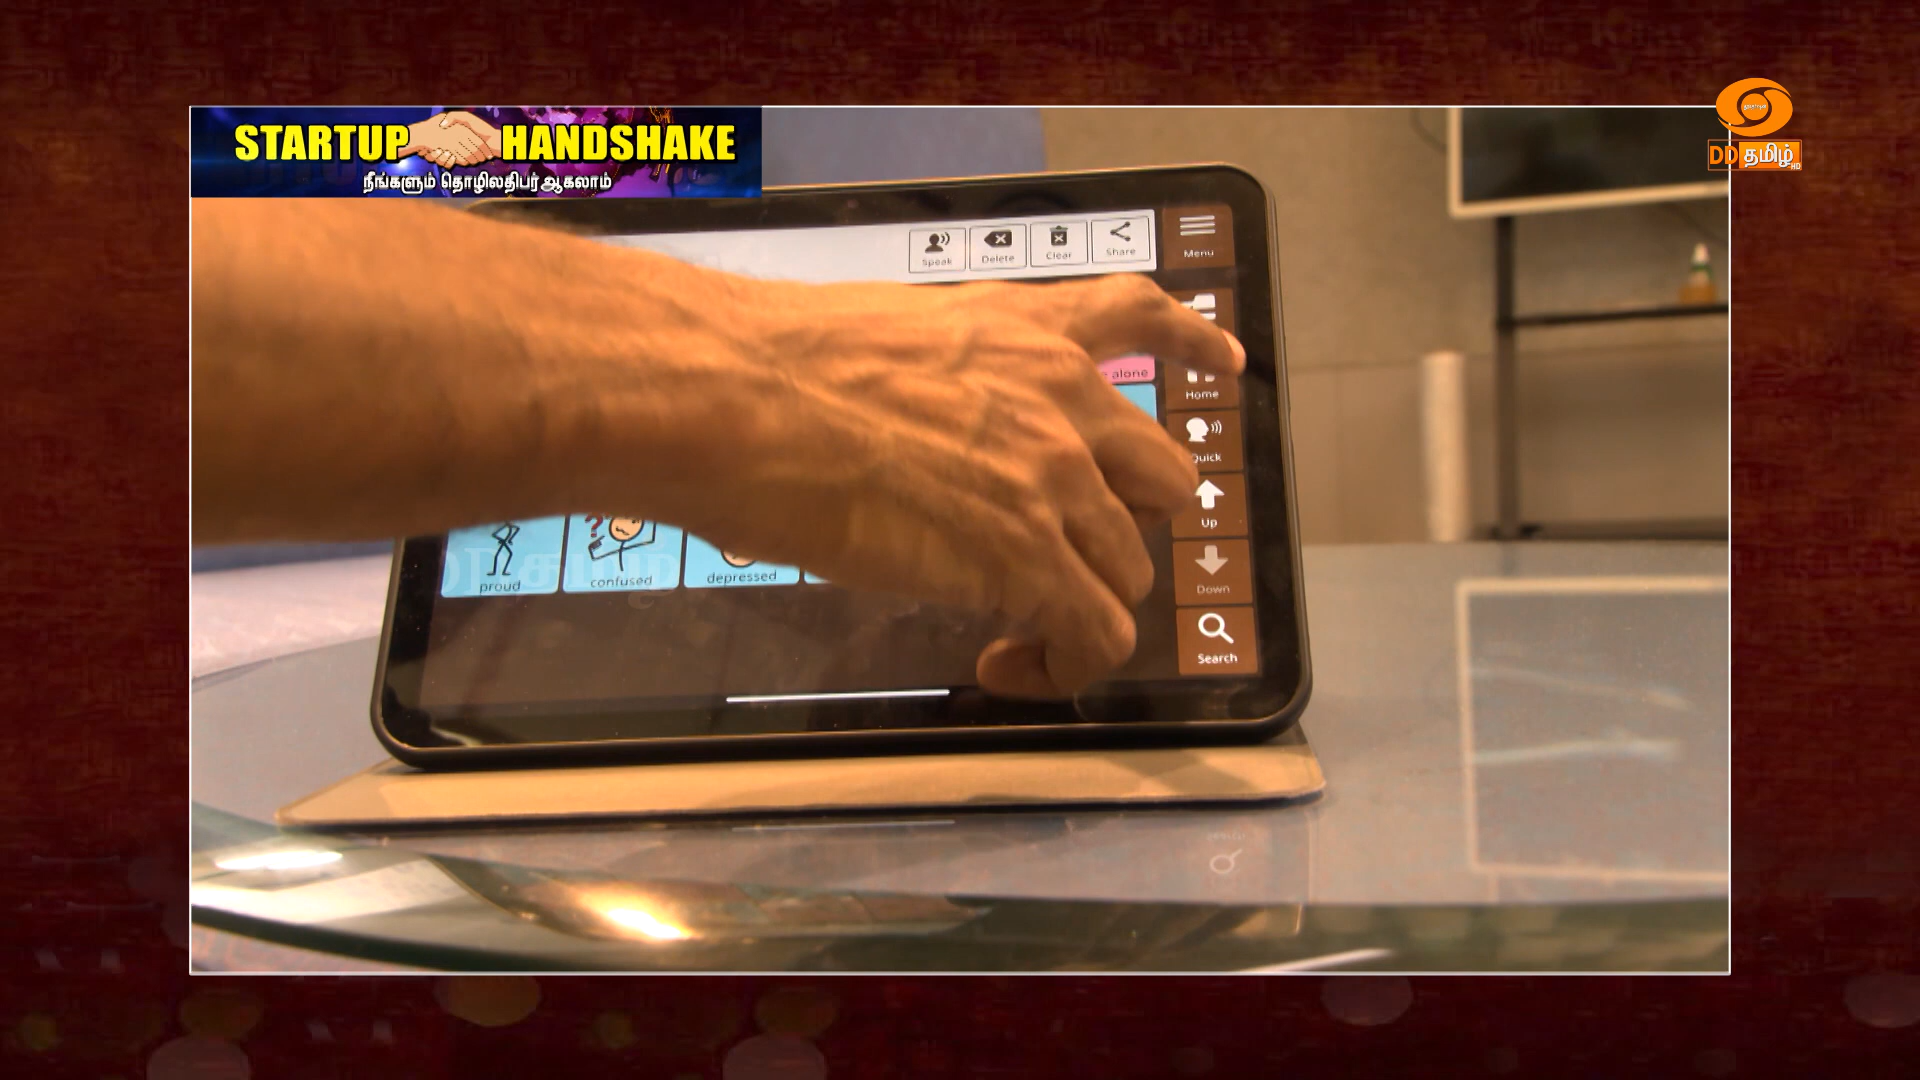 STARTUP HANDSHAKE
நீங்களும் தொழிலதிபர் ஆகலாம்
DD தமிழ் HD
Speak Delete Clear Share
Menu
alone
Home
Quick
Up
proud confused depressed
Down
Search